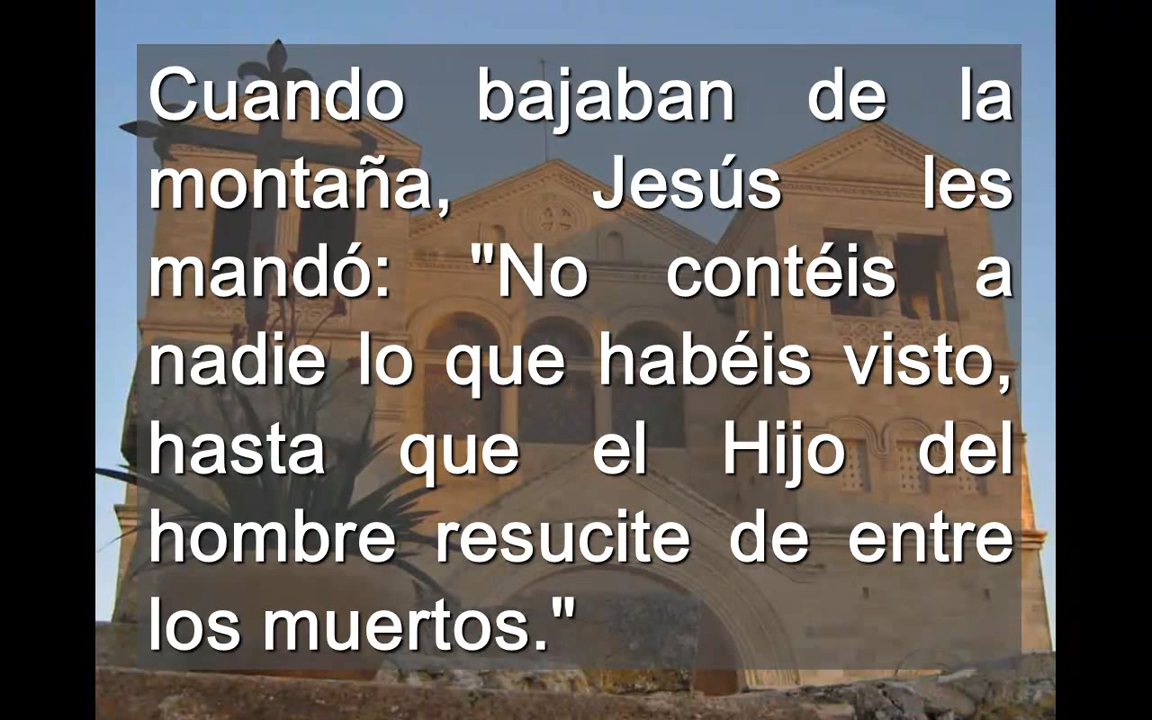 Cuando bajaban de la
montaña, Jesús les
mandó: "No contéis a
nadie lo que habéis visto,
hasta que el Hijo del
hombre resucite de entre
los muertos."